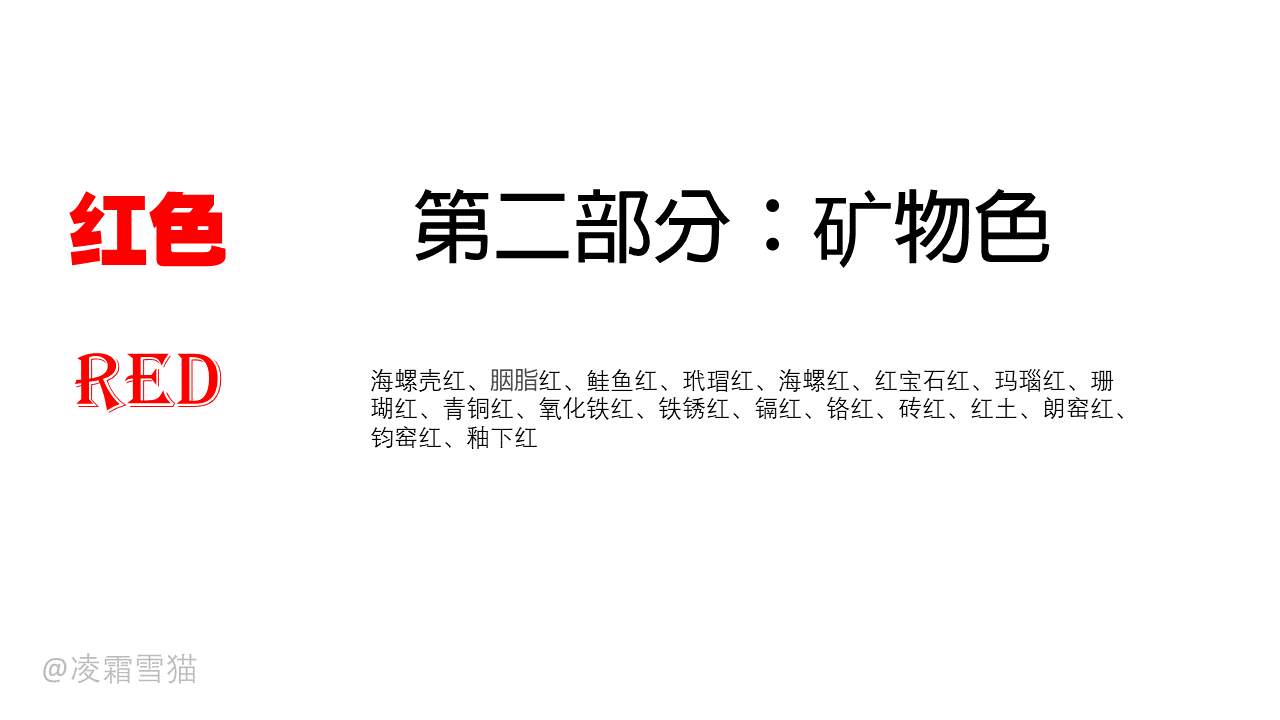 红色
第二部分：矿物色
RED
海螺壳红、胭脂红、鲑鱼红、玳瑁红、海螺红、红宝石红、玛瑙红、珊
瑚红、青铜红、氧化铁红、铁锈红、镉红、铬红、砖红、红土、朗窑红、
钧窑红、釉下红
@凌霜雪猫